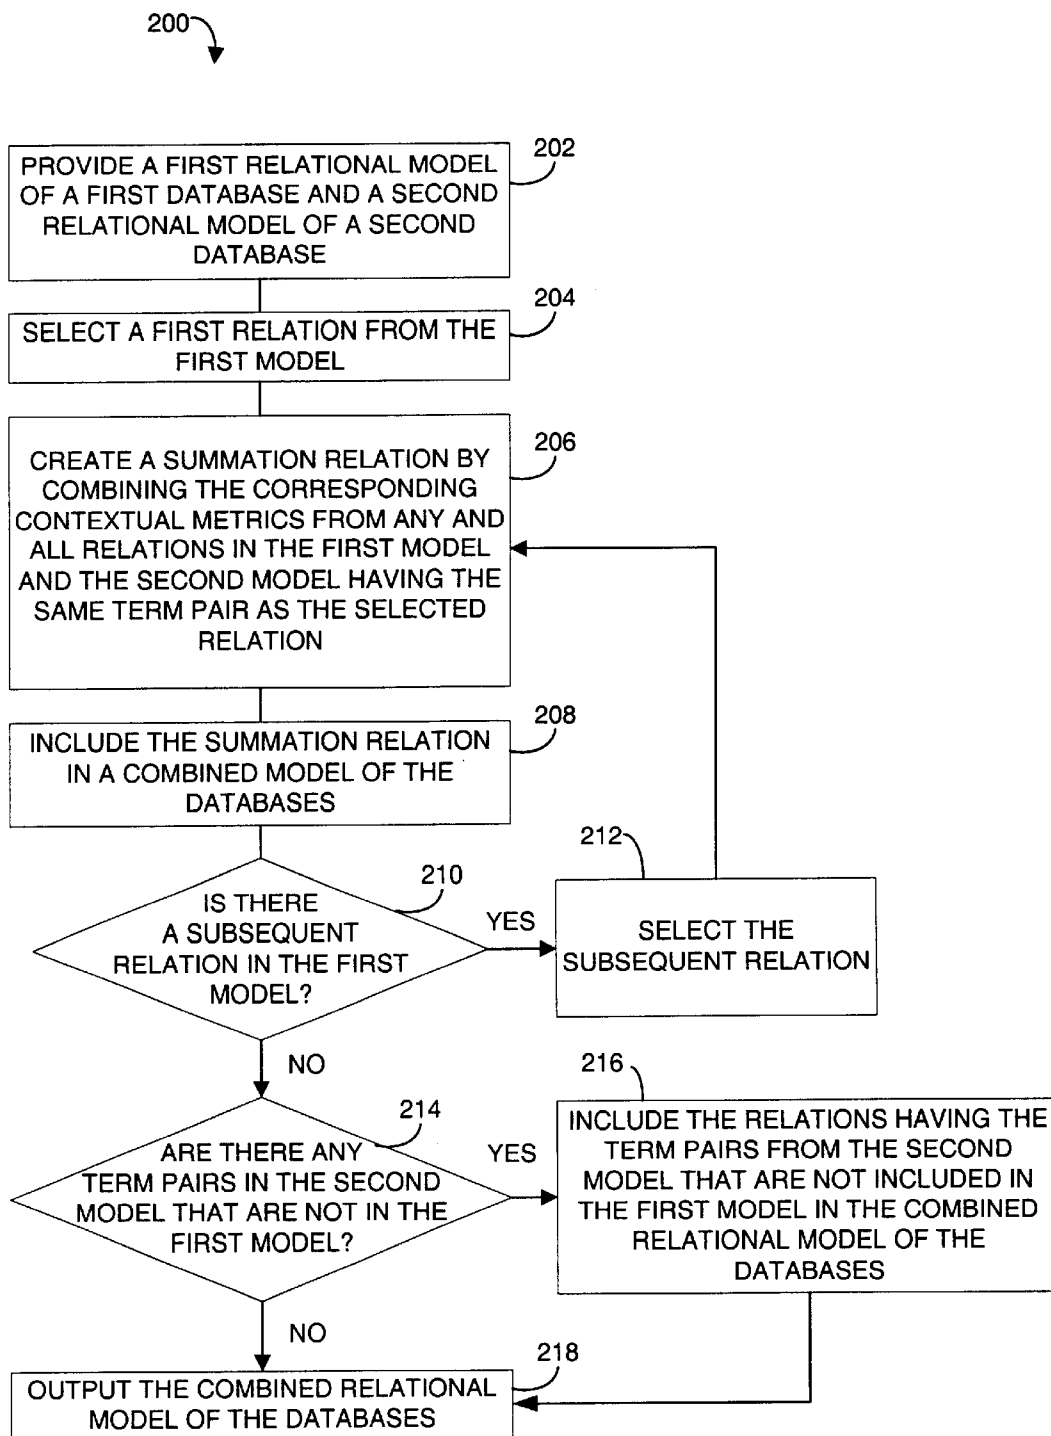 200
202
PROVIDE A FIRST RELATIONAL MODEL
OF A FIRST DATABASE AND A SECOND
RELATIONAL MODEL OF A SECOND
DATABASE
204
SELECT A FIRST RELATION FROM THE
FIRST MODEL
206
CREATE A SUMMATION RELATION BY
COMBINING THE CORRESPONDING
CONTEXTUAL METRICS FROM ANY AND
ALL RELATIONS IN THE FIRST MODEL
AND THE SECOND MODEL HAVING THE
SAME TERM PAIR AS THE SELECTED
RELATION
208
INCLUDE THE SUMMATION RELATION
IN A COMBINED MODEL OF THE
DATABASES
210
IS THERE
A SUBSEQUENT
RELATION IN THE FIRST
MODEL?
YES
212
SELECT THE
SUBSEQUENT RELATION
NO
214
ARE THERE ANY
TERM PAIRS IN THE SECOND
MODEL THAT ARE NOT IN THE
FIRST MODEL?
YES
216
INCLUDE THE RELATIONS HAVING THE
TERM PAIRS FROM THE SECOND
MODEL THAT ARE NOT INCLUDED IN
THE FIRST MODEL IN THE COMBINED
RELATIONAL MODEL OF THE
DATABASES
NO
218
OUTPUT THE COMBINED RELATIONAL
MODEL OF THE DATABASES